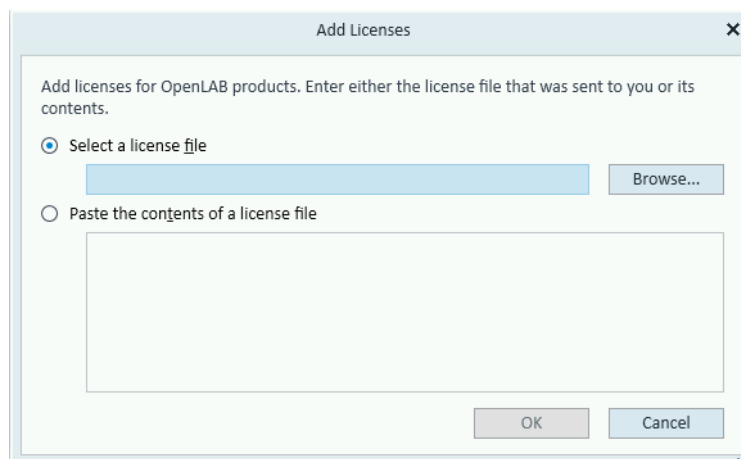 Add Licenses
Add licenses for OpenLAB products. Enter either the license file that was sent to you or its
contents.
Select a license file
Browse...
Paste the contents of a license file
OK
Cancel